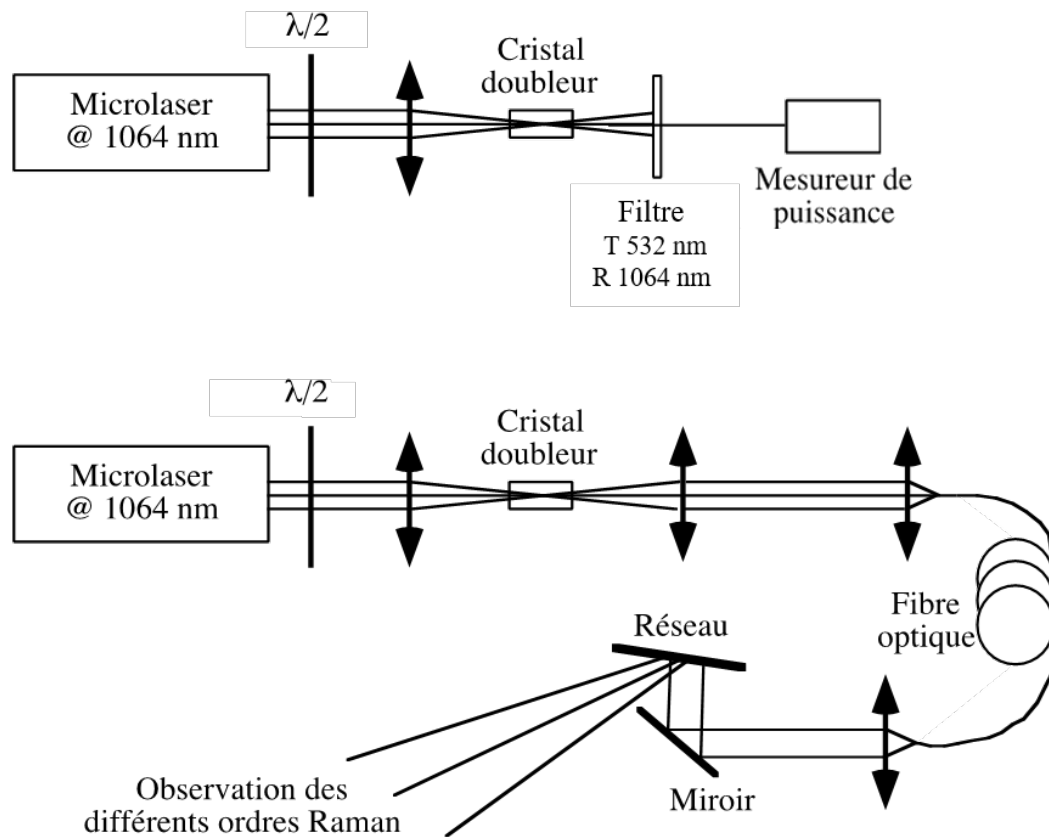 λ/2
Microlaser
@ 1064 nm
Cristal
doubleur
Filtre
T 532 nm
R 1064 nm
Mesureur de
puissance
λ/2
Microlaser
@ 1064 nm
Cristal
doubleur
Fibre
optique
Réseau
Miroir
Observation des
différents ordres Raman